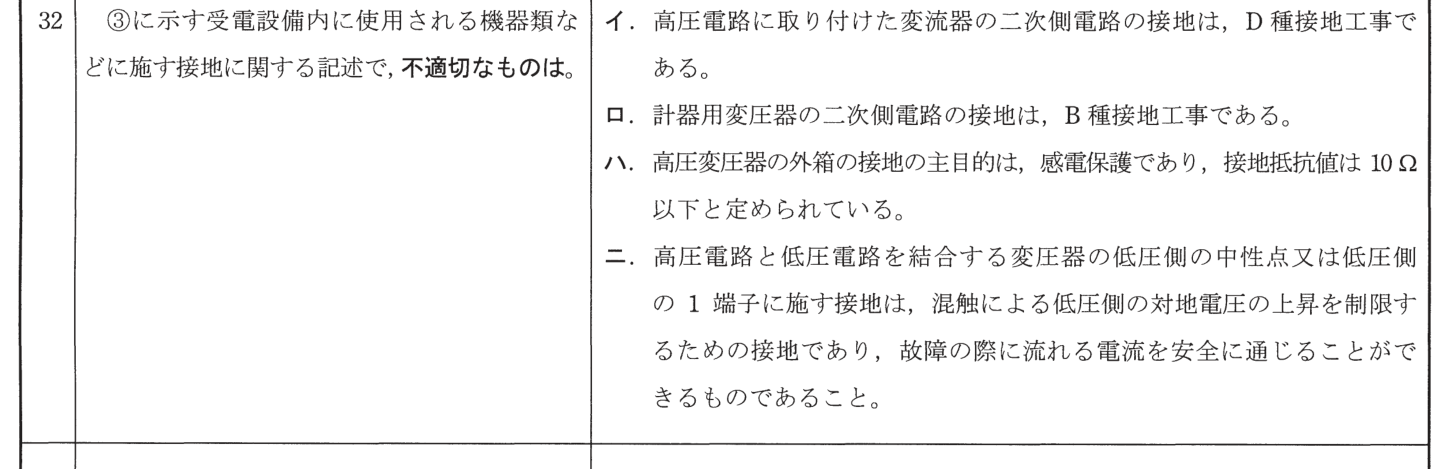 32
③に示す受電設備内に使用される機器類な
どに施す接地に関する記述で，不適切なものは。
イ．高圧電路に取り付けた変流器の二次側電路の接地は，D 種接地工事で
ある。
ロ．計器用変圧器の二次側電路の接地は，B 種接地工事である。
ハ．高圧変圧器の外箱の接地の主目的は，感電保護であり，接地抵抗値は 10 Ω
以下と定められている。
ニ．高圧電路と低圧電路を結合する変圧器の低圧側の中性点又は低圧側
の 1 端子に施す接地は，混触による低圧側の対地電圧の上昇を制限す
るための接地であり，故障の際に流れる電流を安全に通じることがで
きるものであること。